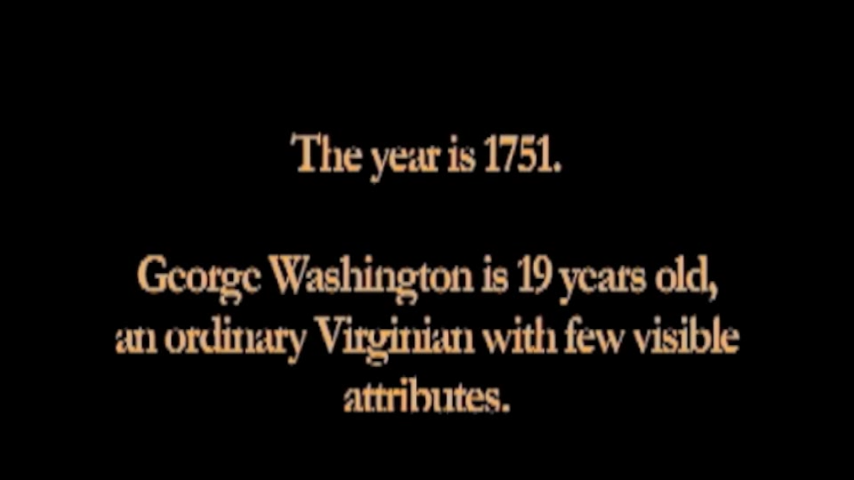 The year is 1751.
George Washington is 19 years old,
an ordinary Virginian with few visible
attributes.